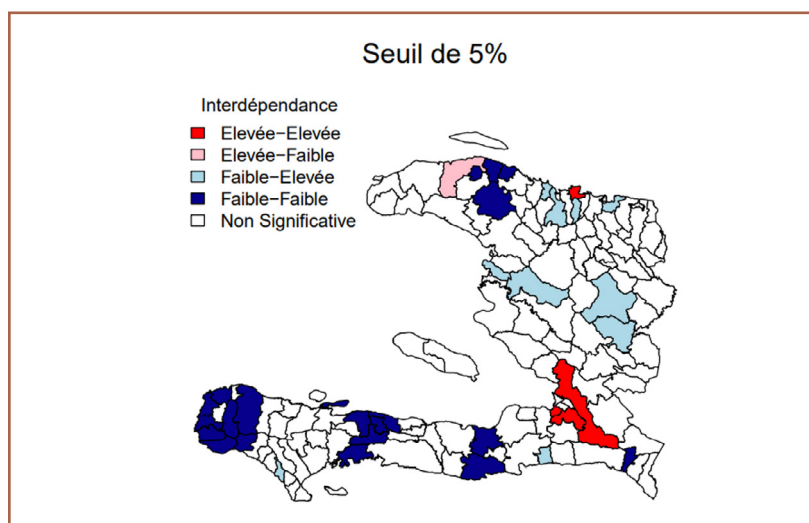 Seuil de 5%
Interdépendance
Elevée−Elevée
Elevée−Faible
Faible−Elevée
Faible−Faible
Non Significative